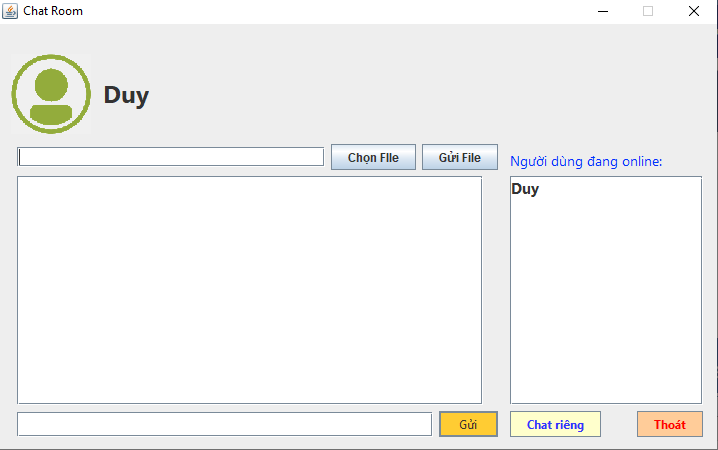 Chat Room
Duy
Chọn FIle
Gửi File
Người dùng đang online:
Duy
Gửi
Chat riêng
Thoát